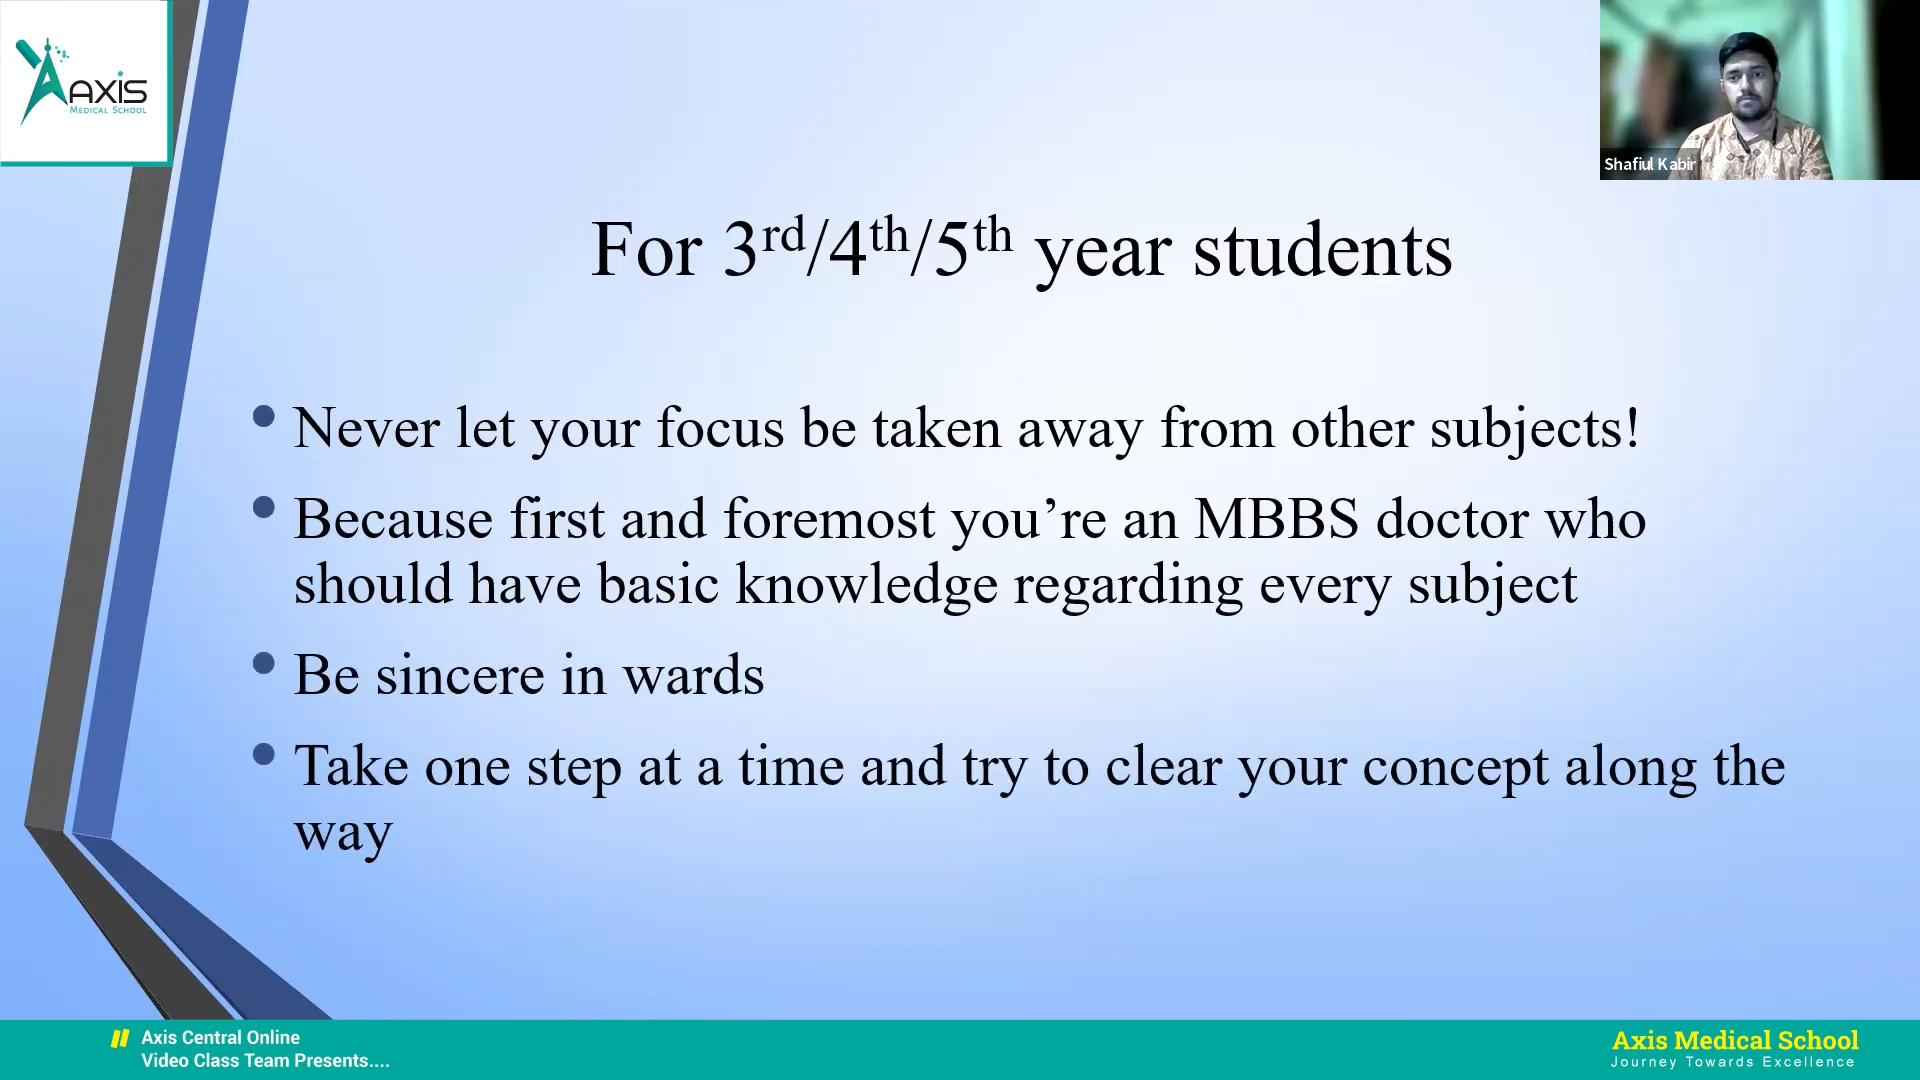 AXIS
MEDICAL SCHOOL
Shafiul Kabir
For 3rd/4th/5th year students
• Never let your focus be taken away from other subjects!
• Because first and foremost you’re an MBBS doctor who
should have basic knowledge regarding every subject
• Be sincere in wards
• Take one step at a time and try to clear your concept along the
way
Axis Central Online
Video Class Team Presents....
Axis Medical School
Journey Towards Excellence